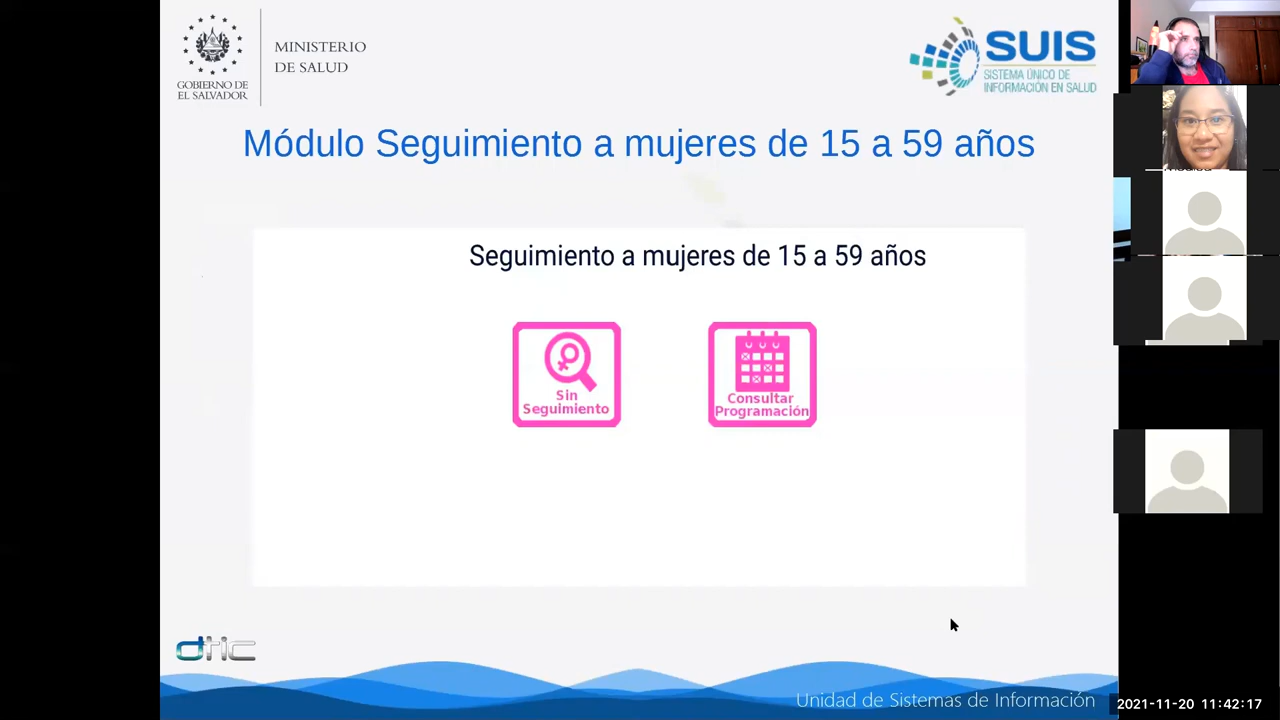 MINISTERIO
DE SALUD
GOBIERNO DE
EL SALVADOR
SUIS
SISTEMA ÚNICO DE
INFORMACIÓN EN SALUD
Módulo Seguimiento a mujeres de 15 a 59 años
Seguimiento a mujeres de 15 a 59 años
Sin
Seguimiento
Consultar
Programación
dtic
Unidad de Sistemas de Información
2021-11-20 11:42:17